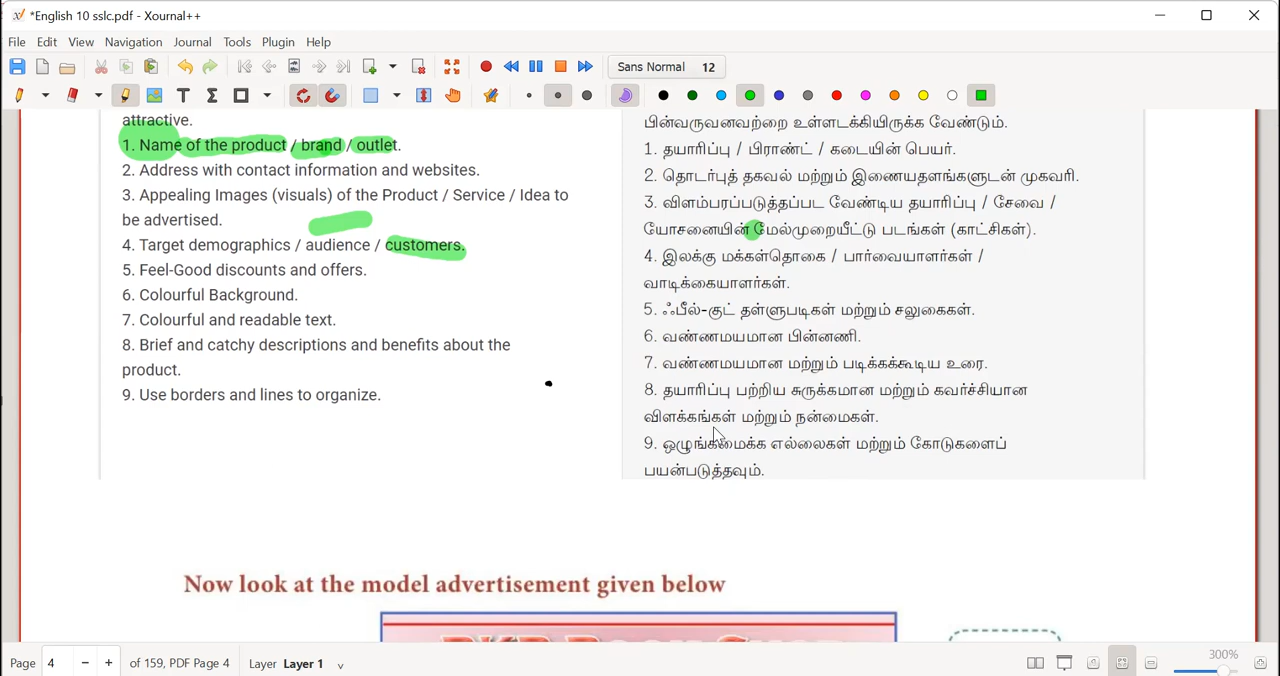 *English 10 sslc.pdf - Xournal++
File Edit View Navigation Journal Tools Plugin Help
Sans Normal 12
attractive.
1. Name of the product / brand / outlet.
2. Address with contact information and websites.
3. Appealing Images (visuals) of the Product / Service / Idea to
be advertised.
4. Target demographics / audience / customers.
5. Feel-Good discounts and offers.
6. Colourful Background.
7. Colourful and readable text.
8. Brief and catchy descriptions and benefits about the
product.
9. Use borders and lines to organize.
பின்வருவனவற்றை உள்ளடக்கியிருக்க வேண்டும்.
1. தயாரிப்பு / பிராண்ட் / கடையின் பெயர்.
2. தொடர்புத் தகவல் மற்றும் இணையதளங்களுடன் முகவரி.
3. விளம்பரப்படுத்தப்பட வேண்டிய தயாரிப்பு / சேவை /
யோசனையின் மேல்முறையீட்டு படங்கள் (காட்சிகள்).
4. இலக்கு மக்கள்தொகை / பார்வையாளர்கள் /
வாடிக்கையாளர்கள்.
5. ஃபீல்-குட் தள்ளுபடிகள் மற்றும் சலுகைகள்.
6. வண்ணமயமான பின்னணி.
7. வண்ணமயமான மற்றும் படிக்கக்கூடிய உரை.
8. தயாரிப்பு பற்றிய சுருக்கமான மற்றும் கவர்ச்சியான
விளக்கங்கள் மற்றும் நன்மைகள்.
9. ஒழுங்கமைக்க எல்லைகள் மற்றும் கோடுகளைப்
பயன்படுத்தவும்.
Now look at the model advertisement given below
Page 4 of 159, PDF Page 4 Layer Layer 1 300%